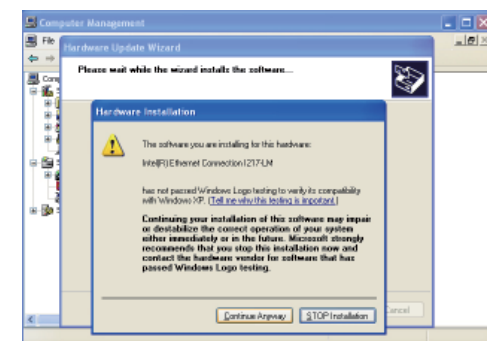 Computer Management
File
Hardware Update Wizard
Please wait while the wizard installs the software...
Com
Hardware Installation
The software you are installing for this hardware:
Intel(R) Ethernet Connection I217-LM
has not passed Windows Logo testing to verify its compatibility
with Windows XP. (Tell me why this testing is important.)
Continuing your installation of this software may impair
or destabilize the correct operation of your system
either immediately or in the future. Microsoft strongly
recommends that you stop this installation now and
contact the hardware vendor for software that has
passed Windows Logo testing.
Continue Anyway
STOP Installation
Cancel